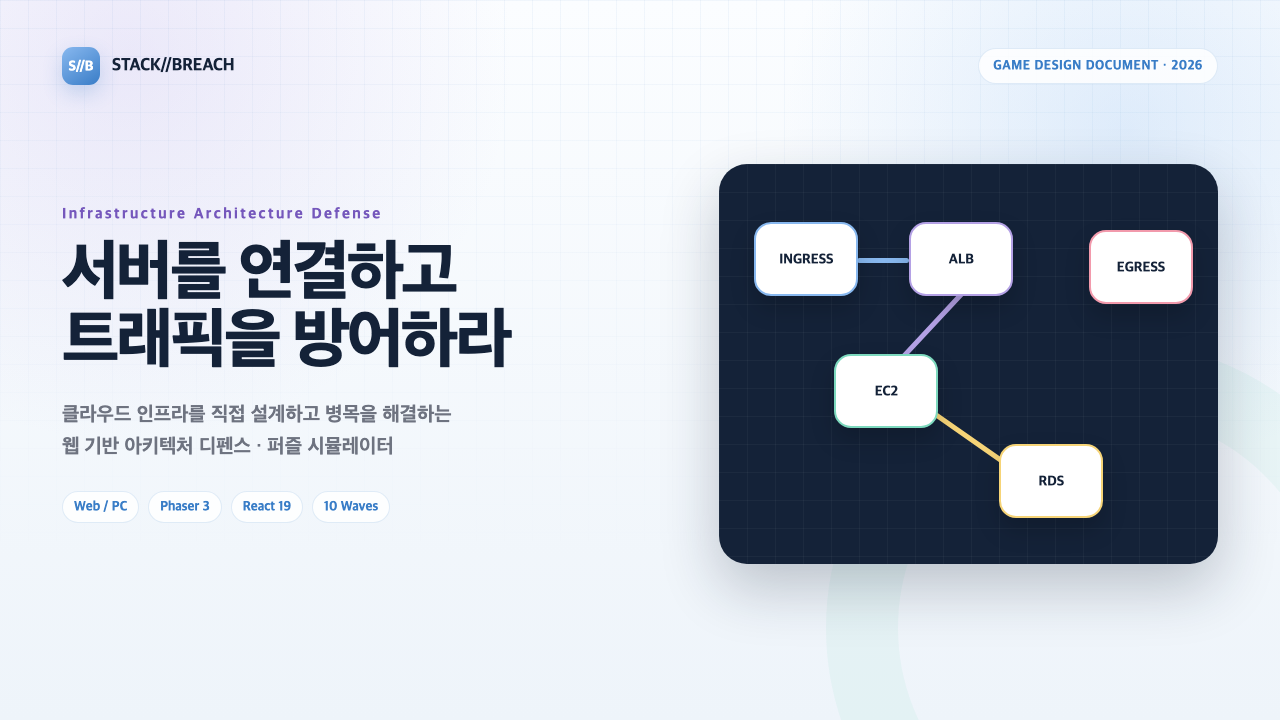 S//B
STACK//BREACH
GAME DESIGN DOCUMENT · 2026
Infrastructure Architecture Defense
서버를 연결하고
트래픽을 방어하라
클라우드 인프라를 직접 설계하고 병목을 해결하는
웹 기반 아키텍처 디펜스 · 퍼즐 시뮬레이터
Web / PC
Phaser 3
React 19
10 Waves
INGRESS
ALB
EGRESS
EC2
RDS